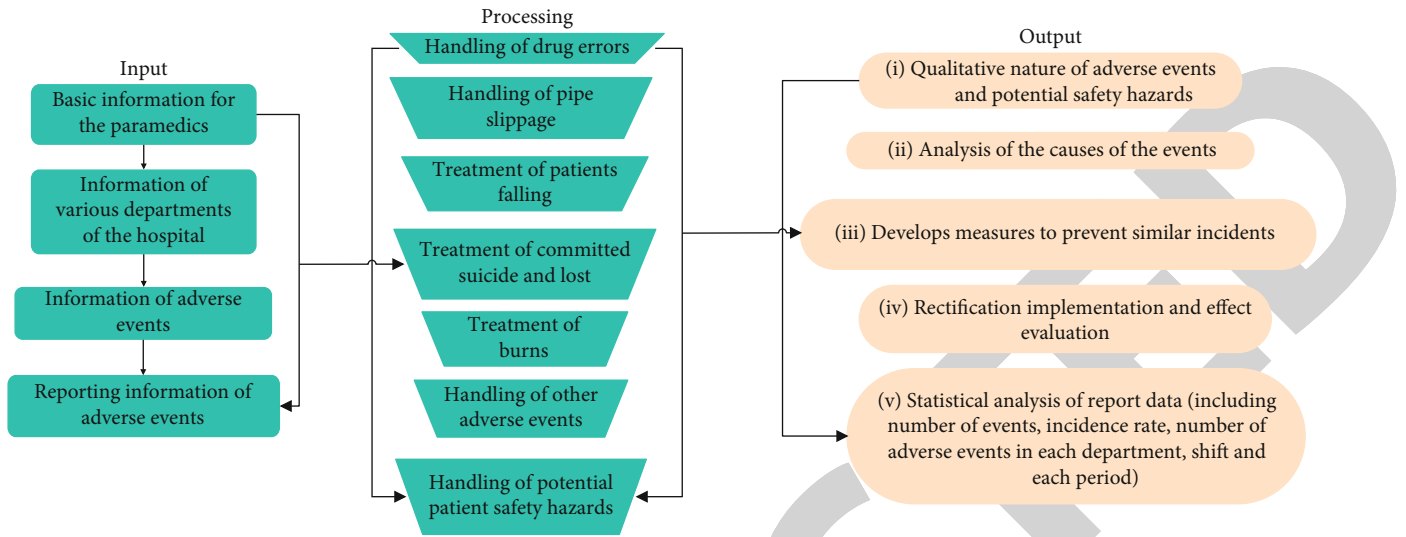 Input
Basic information for
the paramedics
Information of
various departments
of the hospital
Information of adverse
events
Reporting information of
adverse events
Processing
Handling of drug errors
Handling of pipe
slippage
Treatment of patients
falling
Treatment of committed
suicide and lost
Treatment of
burns
Handling of other
adverse events
Handling of potential
patient safety hazards
Output
(i) Qualitative nature of adverse events
and potential safety hazards
(ii) Analysis of the causes of the events
(iii) Develops measures to prevent similar incidents
(iv) Rectification implementation and effect
evaluation
(v) Statistical analysis of report data (including
number of events, incidence rate, number of
adverse events in each department, shift and
each period)